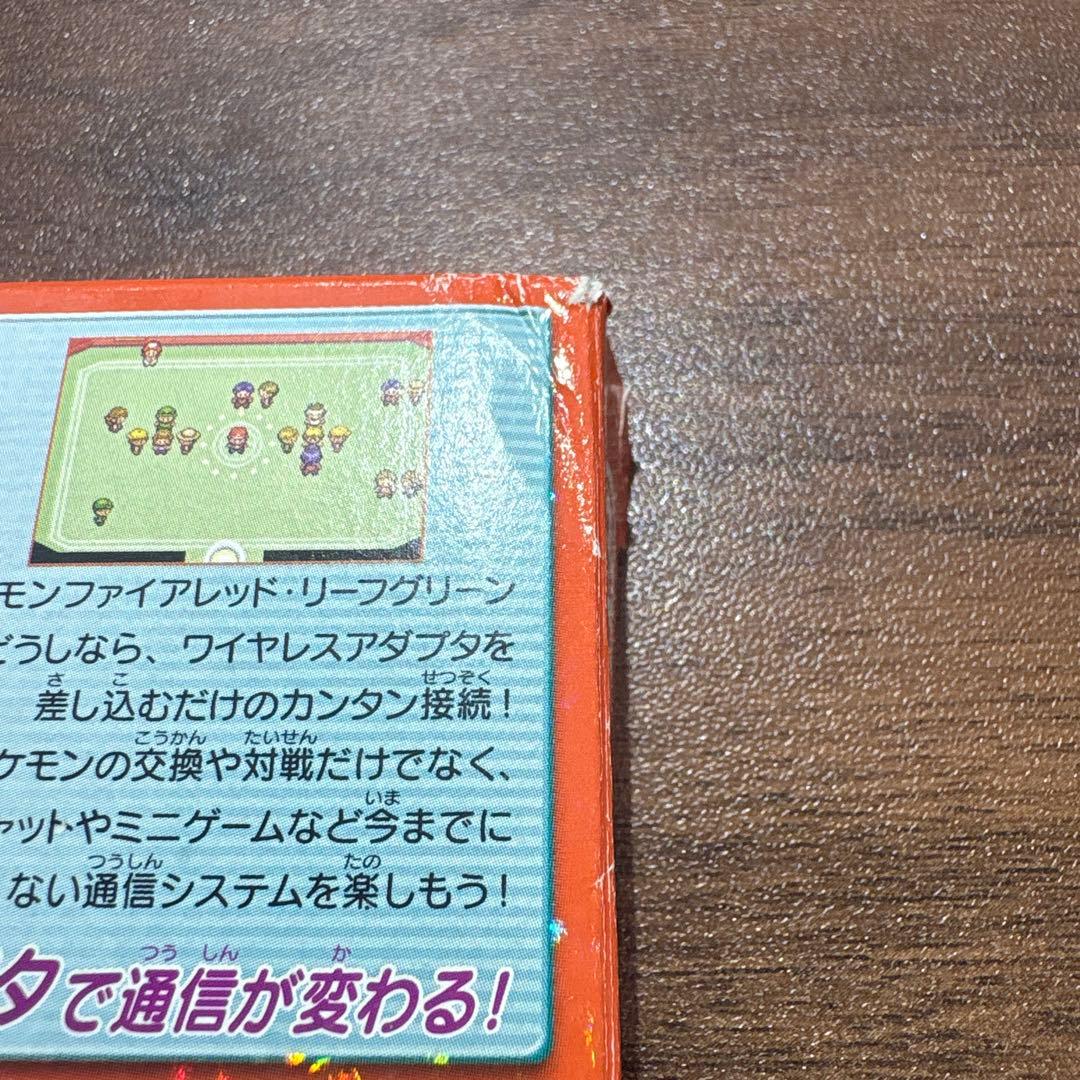 モンファイアレッド・リーフグリーン
どうしなら、ワイヤレスアダプタを
さ こ せつぞく
差し込むだけのカンタン接続！
こうかん たいせん
ケモンの交換や対戦だけでなく、
いま
ャットやミニゲームなど今までに
つうしん たの
ない通信システムを楽しもう！
つう しん か
タで通信が変わる！